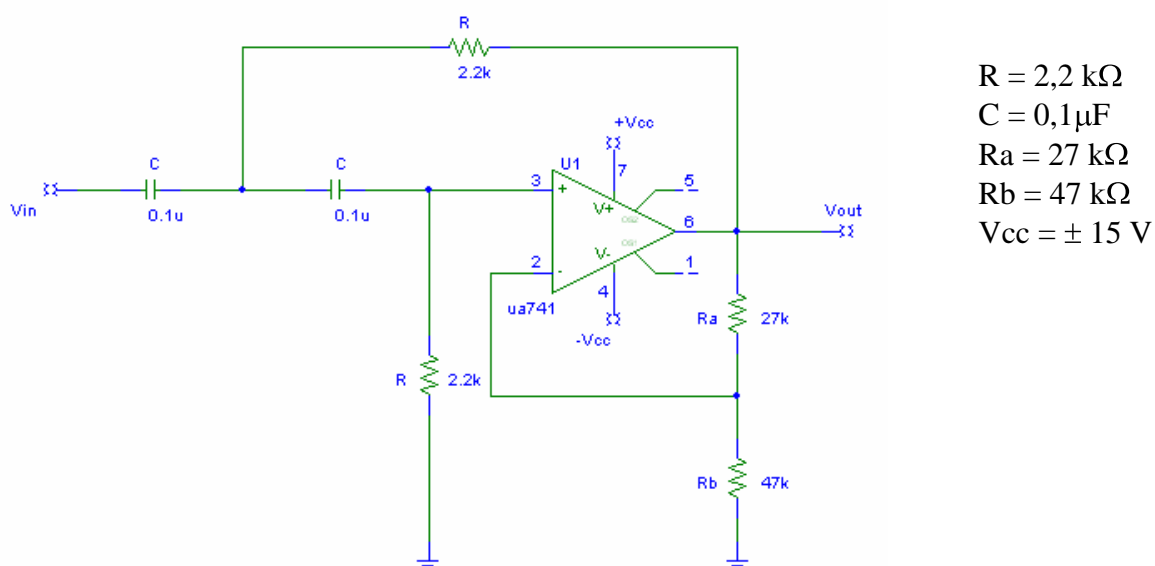 R
2.2k
R = 2,2 kΩ
C = 0,1μF
Ra = 27 kΩ
Rb = 47 kΩ
Vcc = ± 15 V
+Vcc
C
C
U1
7
3
+
5
V+
OS2
Vin
0.1u
0.1u
6
Vout
OS1
V-
2
-
1
4
ua741
-Vcc
Ra
27k
R
2.2k
Rb
47k